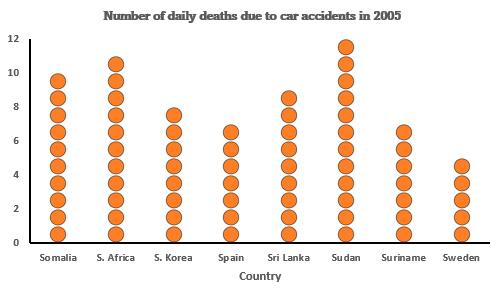 Number of daily deaths due to car accidents in 2005
12
10
8
6
4
2
0
Somalia S. Africa S. Korea Spain Sri Lanka Sudan Suriname Sweden
Country